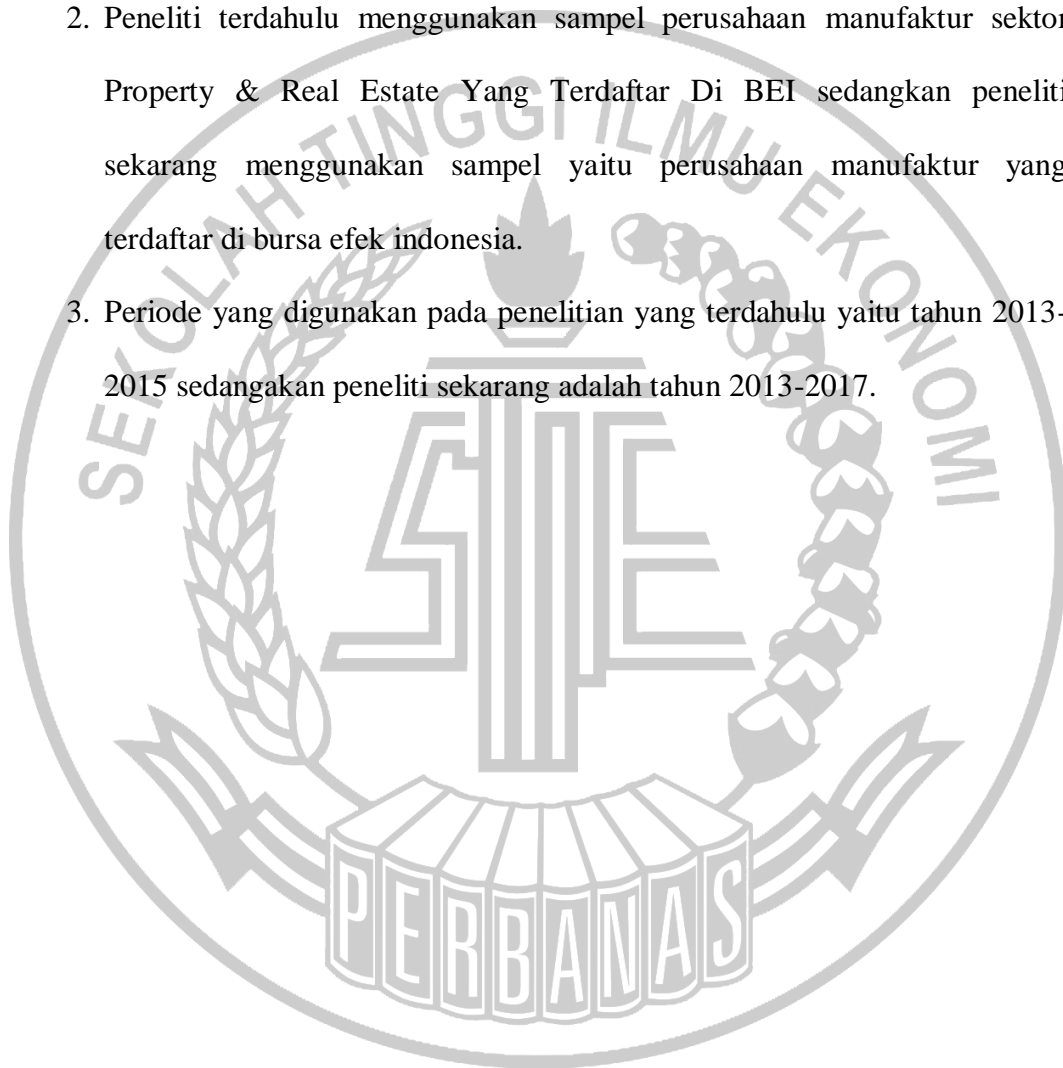 2. Peneliti terdahulu menggunakan sampel perusahaan manufaktur sektor
Property & Real Estate Yang Terdaftar Di BEI sedangkan peneliti
sekarang menggunakan sampel yaitu perusahaan manufaktur yang
terdaftar di bursa efek indonesia.
3. Periode yang digunakan pada penelitian yang terdahulu yaitu tahun 2013-
2015 sedangakan peneliti sekarang adalah tahun 2013-2017.
SEKOLAH TINGGI ILMU EKONOMI
STIE
PERBANAS